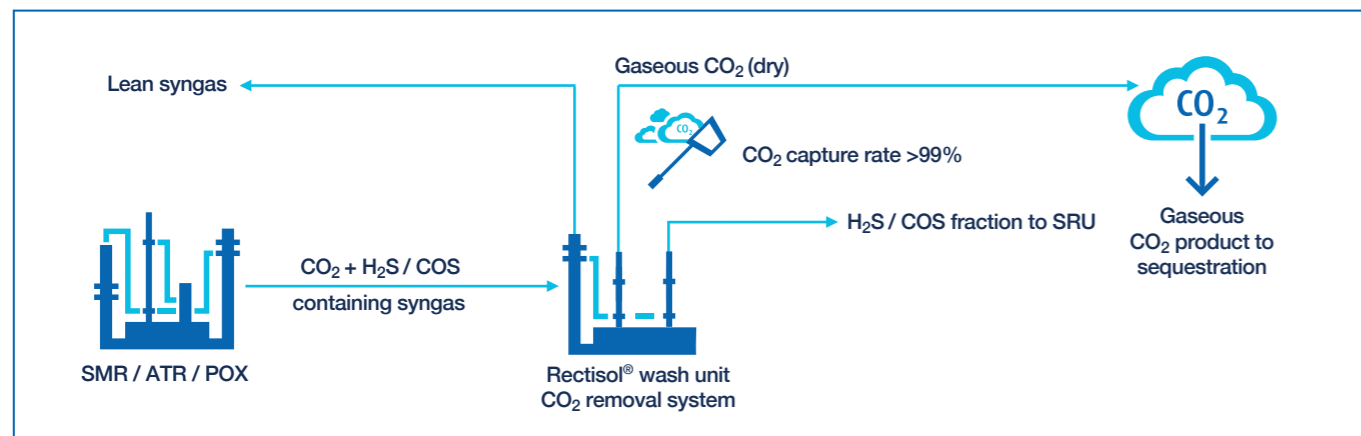 Gaseous CO₂ (dry)
Lean syngas
CO₂
CO₂
CO₂ capture rate >99%
H₂S / COS fraction to SRU
Gaseous
CO₂ product to
sequestration
CO₂ + H₂S / COS
containing syngas
SMR / ATR / POX
Rectisol® wash unit
CO₂ removal system